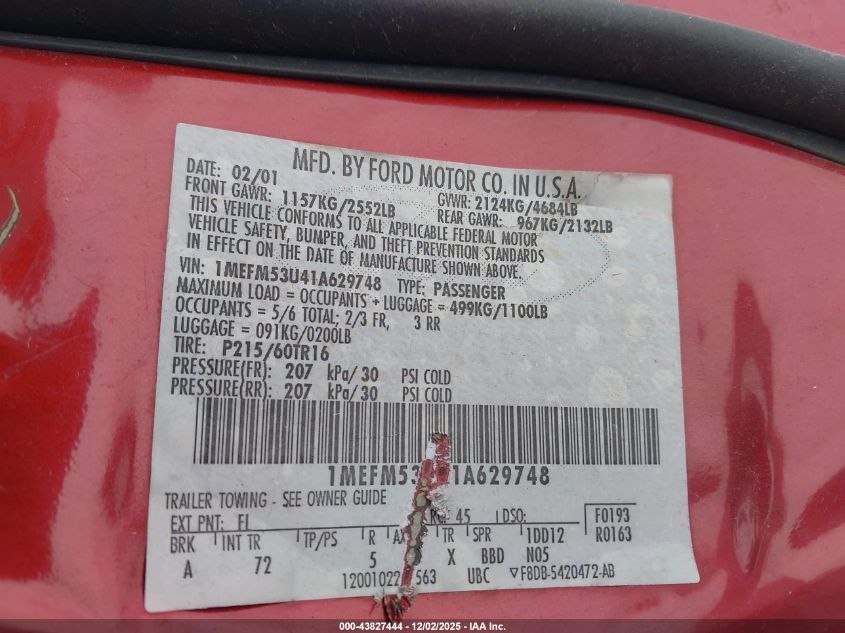 MFD. BY FORD MOTOR CO. IN U.S.A.
DATE: 02/01 GVWR: 2124KG/4684LB
FRONT GAWR: 1157KG/2552LB REAR GAWR: 967KG/2132LB
THIS VEHICLE CONFORMS TO ALL APPLICABLE FEDERAL MOTOR
VEHICLE SAFETY, BUMPER, AND THEFT PREVENTION STANDARDS
IN EFFECT ON THE DATE OF MANUFACTURE SHOWN ABOVE.
VIN: 1MEFM53U41A629748 TYPE: PASSENGER
MAXIMUM LOAD = OCCUPANTS + LUGGAGE = 499KG/1100LB
OCCUPANTS = 5/6 TOTAL; 2/3 FR, 3 RR
LUGGAGE = 091KG/0200LB
TIRE: P215/60TR16
PRESSURE(FR): 207 kPa/30 PSI COLD
PRESSURE(RR): 207 kPa/30 PSI COLD
1MEFM53 1A629748
TRAILER TOWING - SEE OWNER GUIDE
EXT PNT: FI 45 DSO: F0193
BRK INT TR TP/PS R AX TR SPR 1DD12 R0163
A 72 5 X BBD N05
12001022 563 UBC F8DB-5420472-AB
000-43827444 - 12/02/2025 - IAA Inc.